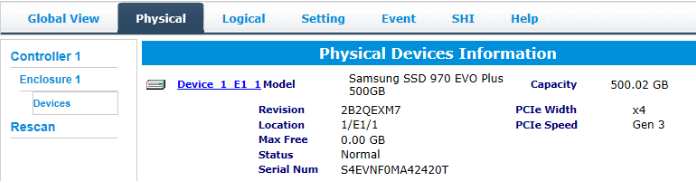 Global View Physical Logical Setting Event SHI Help
Controller 1
Enclosure 1
Devices
Rescan
Physical Devices Information
Device_1_E1_1 Model Samsung SSD 970 EVO Plus 500GB Capacity 500.02 GB
Revision 2B2QEXM7 PCIe Width x4
Location 1/E1/1 PCIe Speed Gen 3
Max Free 0.00 GB
Status Normal
Serial Num S4EVNF0MA42420T